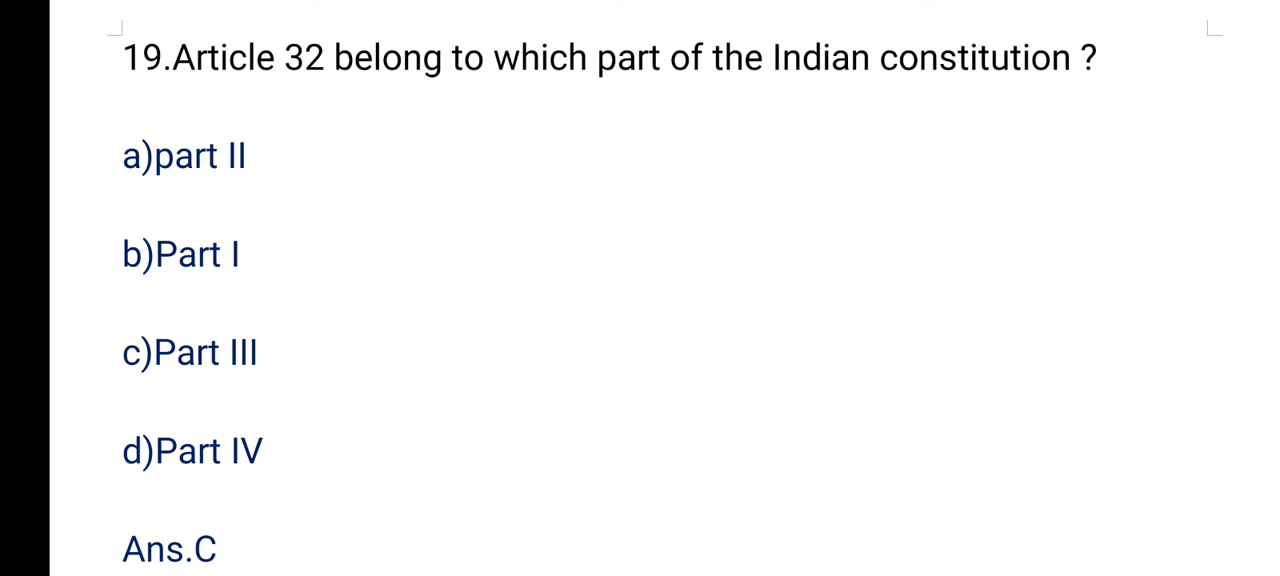 19.Article 32 belong to which part of the Indian constitution ?
a)part II
b)Part I
c)Part III
d)Part IV
Ans.C